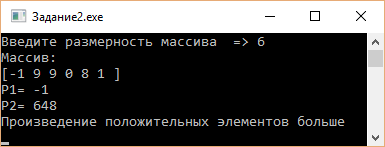 Задание2.exe
Введите размерность массива  => 6
Массив:
[-1 9 9 0 8 1 ]
P1= -1
P2= 648
Произведение положительных элементов больше